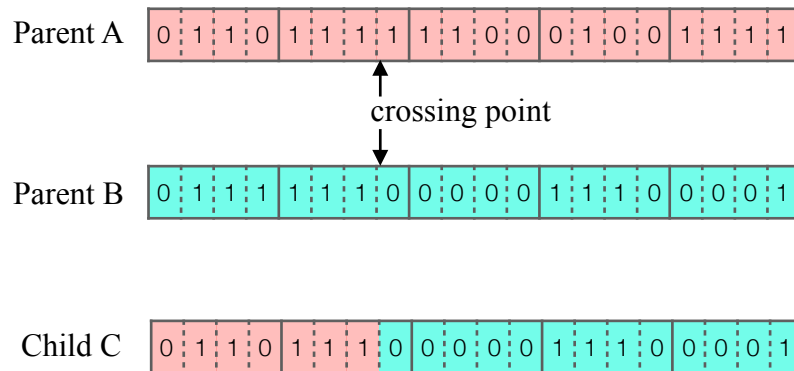 Parent A 0 1 1 0 1 1 1 1 1 1 0 0 0 1 0 0 1 1 1 1
crossing point
Parent B 0 1 1 1 1 1 1 0 0 0 0 0 1 1 1 0 0 0 0 1
Child C 0 1 1 0 1 1 1 0 0 0 0 0 1 1 1 0 0 0 0 1